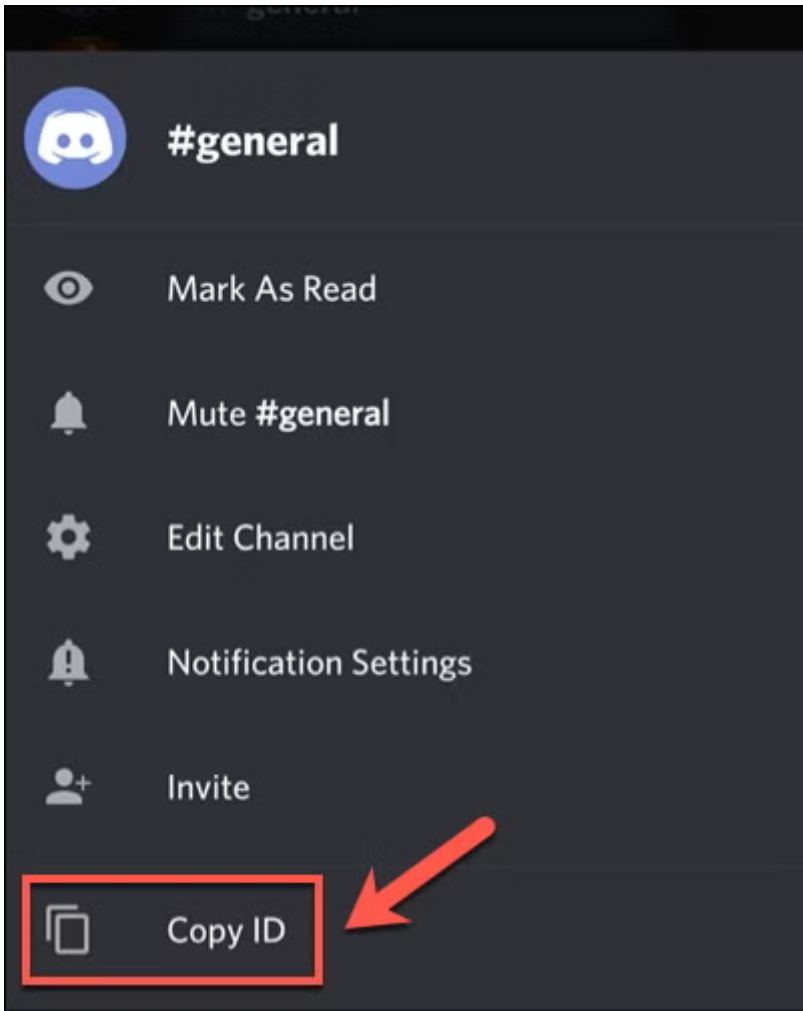 #general
Mark As Read
Mute #general
Edit Channel
Notification Settings
Invite
Copy ID